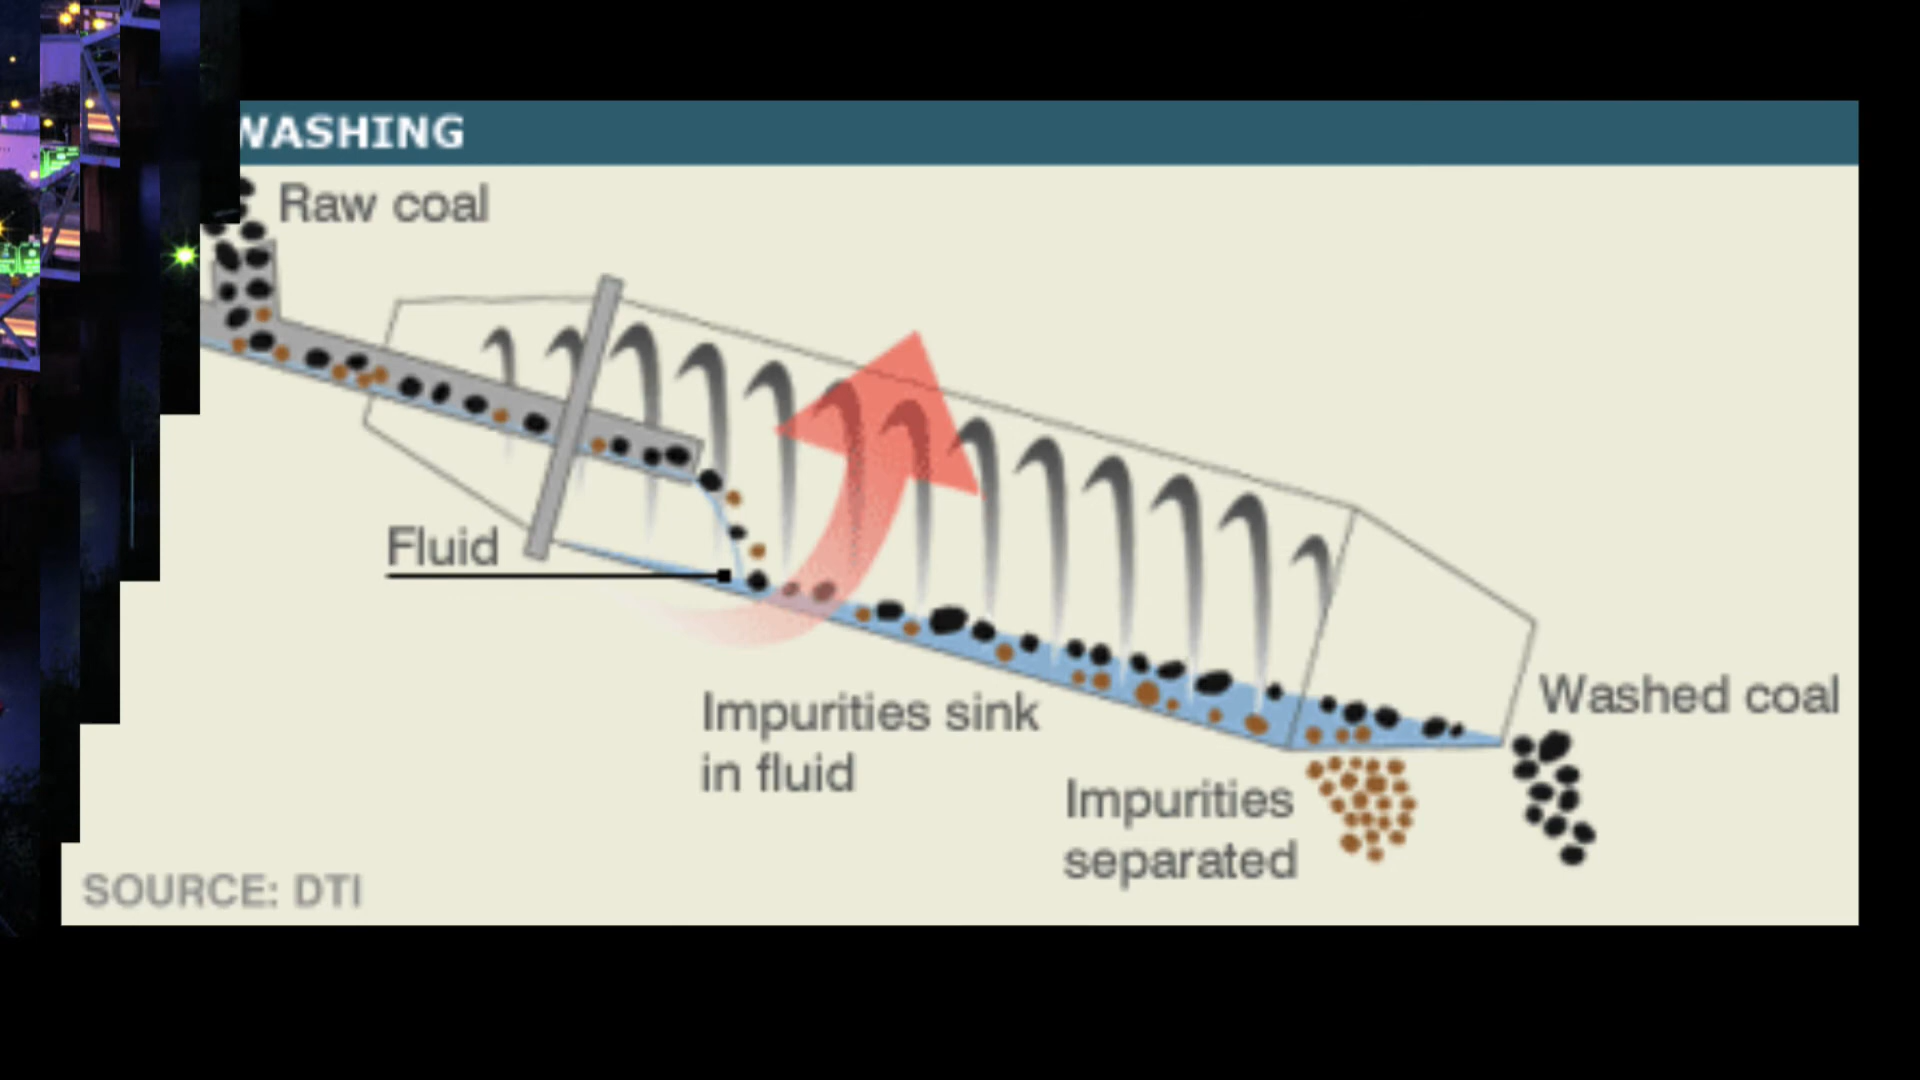 WASHING
Raw coal
Fluid
Impurities sink
in fluid
Washed coal
Impurities
separated
SOURCE: DTI